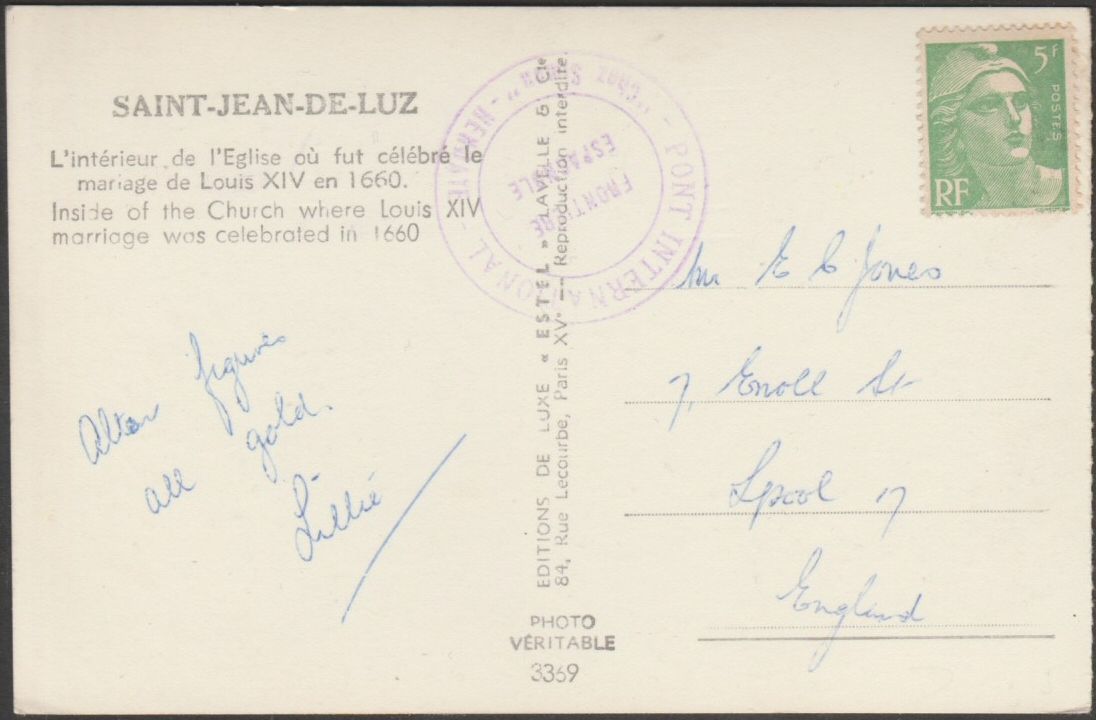 SAINT-JEAN-DE-LUZ
L'intérieur de l'Eglise où fut célébré le
mariage de Louis XIV en 1660.
Inside of the Church where Louis XIV
marriage was celebrated in 1660
Altar figures
all gold.
Lillie
EDITIONS DE LUXE « ESTEL » LAVELLE & Cie
84, Rue Lecourbe, Paris XVe -- Reproduction interdite
PHOTO
VÉRITABLE
3369
PONT INTERNATIONAL - HENDAYE -
FRONTIERE
ESPAGNOLE
5F
POSTES
RF
Mr E C Jones
7, Enoll St
Lpool 17
England